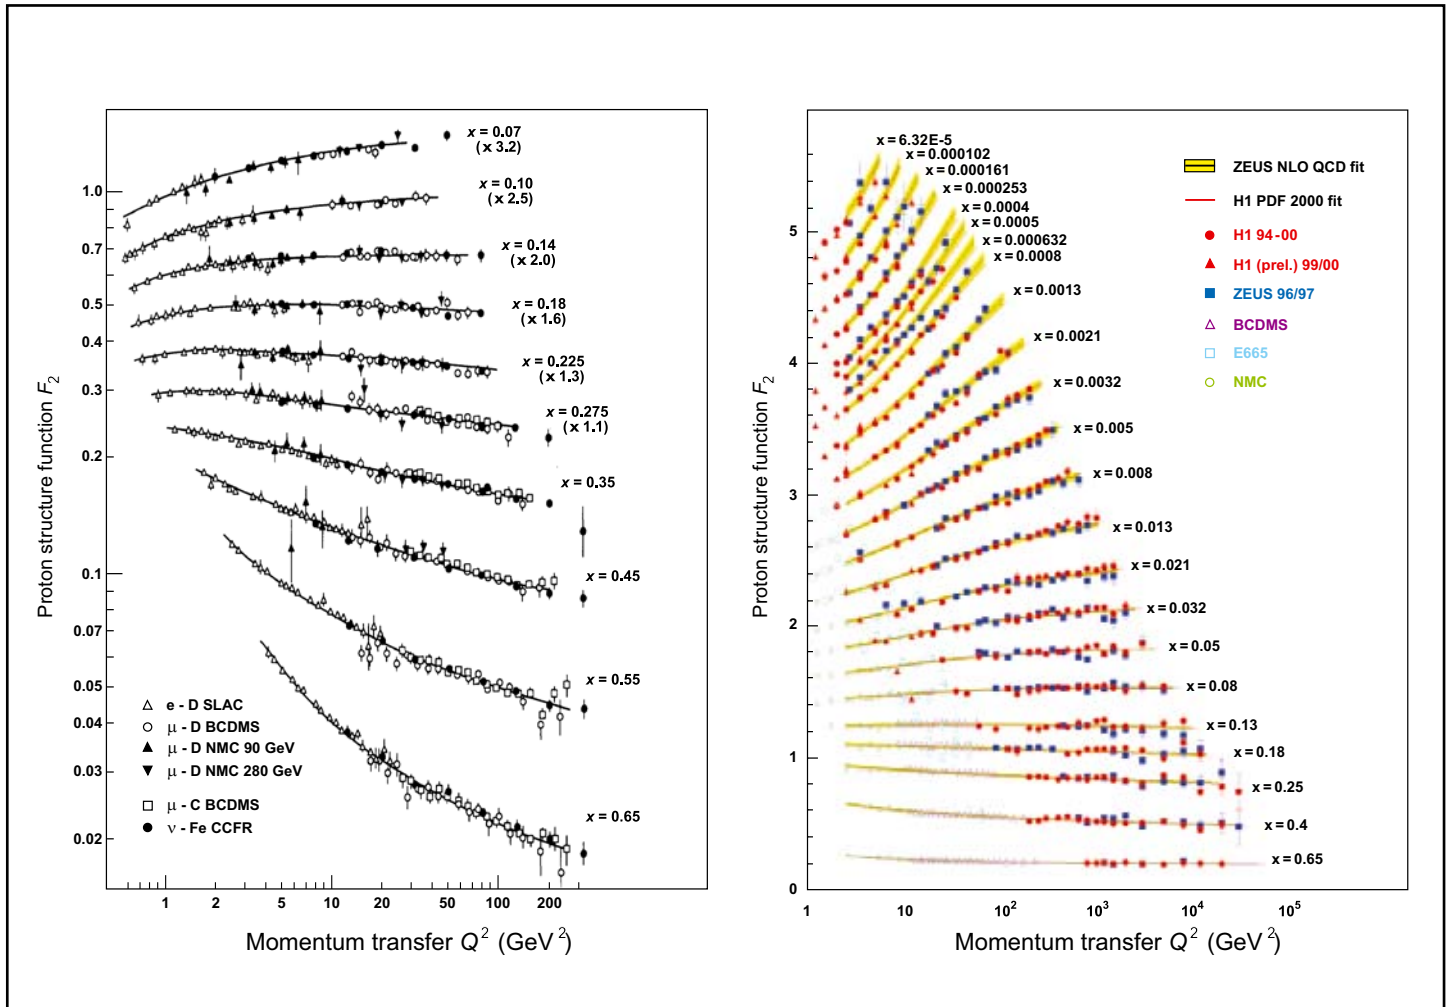 Proton structure function F2
1.0
0.7
0.5
0.4
0.3
0.2
0.1
0.07
0.05
0.04
0.03
0.02
x = 0.07
(x 3.2)
x = 0.10
(x 2.5)
x = 0.14
(x 2.0)
x = 0.18
(x 1.6)
x = 0.225
(x 1.3)
x = 0.275
(x 1.1)
x = 0.35
x = 0.45
x = 0.55
x = 0.65
e - D SLAC
μ - D BCDMS
μ - D NMC 90 GeV
μ - D NMC 280 GeV
μ - C BCDMS
ν - Fe CCFR
1 2 5 10 20 50 100 200
Momentum transfer Q² (GeV²)
Proton structure function F2
5
4
3
2
1
0
x = 6.32E-5
x = 0.000102
x = 0.000161
x = 0.000253
x = 0.0004
x = 0.0005
x = 0.000632
x = 0.0008
x = 0.0013
x = 0.0021
x = 0.0032
x = 0.005
x = 0.008
x = 0.013
x = 0.021
x = 0.032
x = 0.05
x = 0.08
x = 0.13
x = 0.18
x = 0.25
x = 0.4
x = 0.65
ZEUS NLO QCD fit
H1 PDF 2000 fit
H1 94-00
H1 (prel.) 99/00
ZEUS 96/97
BCDMS
E665
NMC
1 10 10² 10³ 10⁴ 10⁵
Momentum transfer Q² (GeV²)